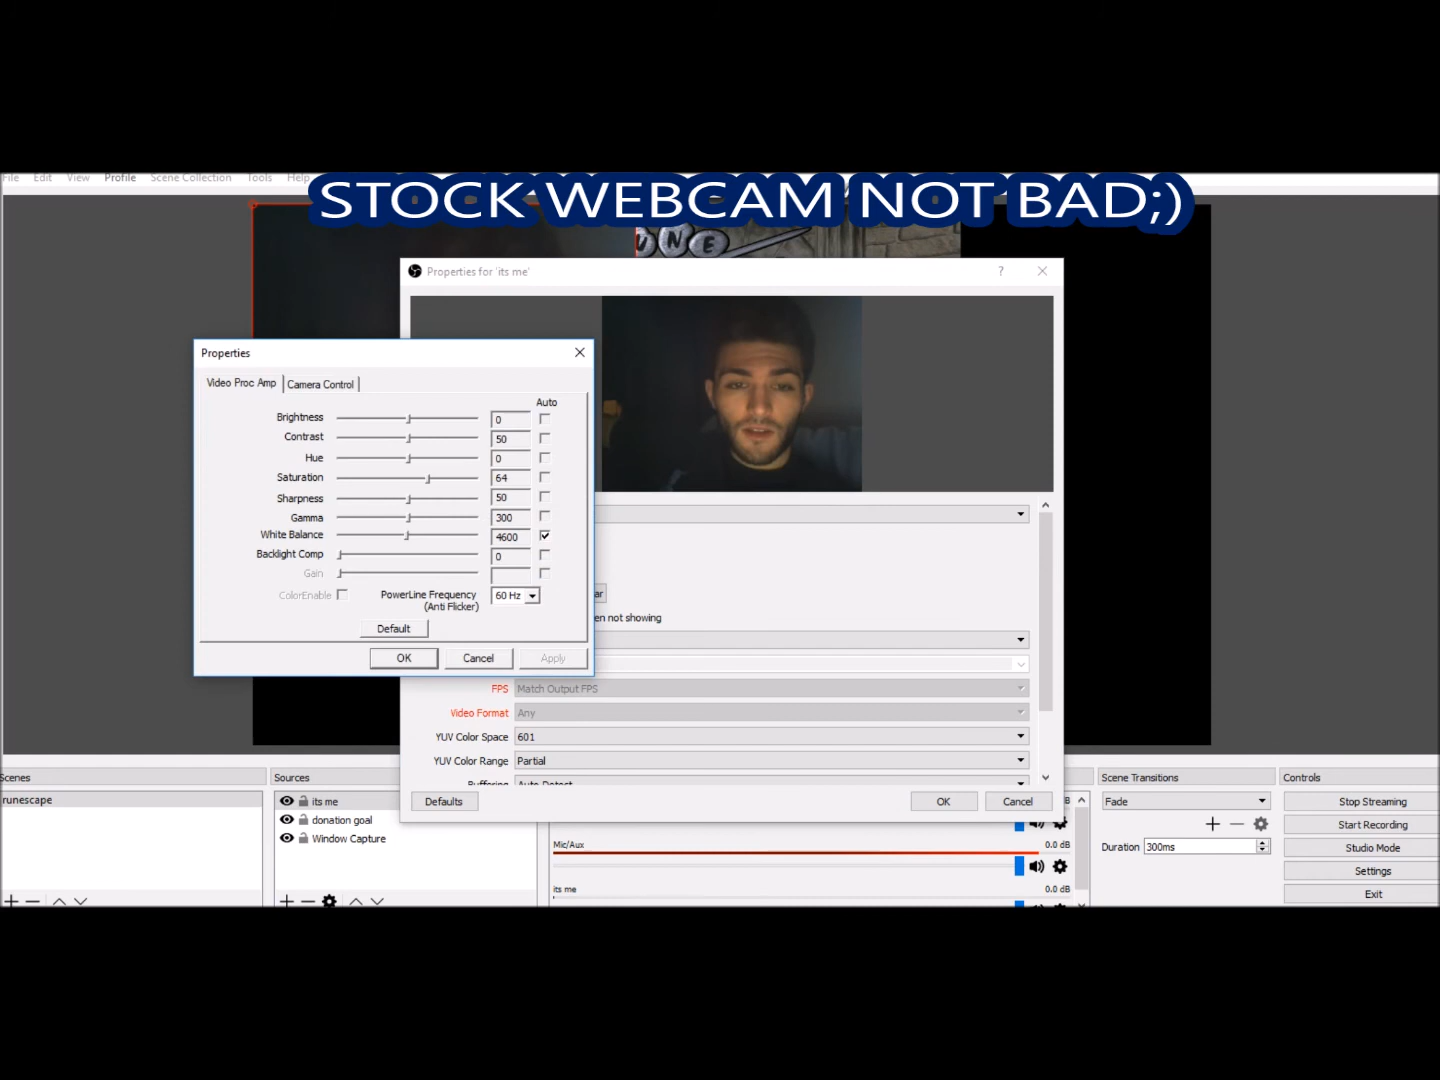 File Edit View Profile Scene Collection Tools Help
STOCK WEBCAM NOT BAD;)
UNE
Properties for 'its me'
?
Properties
Video Proc Amp
Camera Control
Auto
Brightness 0
Contrast 50
Hue 0
Saturation 64
Sharpness 50
Gamma 300
White Balance 4600
Backlight Comp 0
Gain
ColorEnable
PowerLine Frequency 60 Hz
(Anti Flicker)
Default
OK Cancel Apply
ar
en not showing
FPS Match Output FPS
Video Format Any
YUV Color Space 601
YUV Color Range Partial
Buffering Auto Detect
Defaults OK Cancel
Scenes
runescape
Sources
its me
donation goal
Window Capture
Mic/Aux 0.0 dB
its me 0.0 dB
Scene Transitions
Fade
Duration 300ms
Controls
Stop Streaming
Start Recording
Studio Mode
Settings
Exit